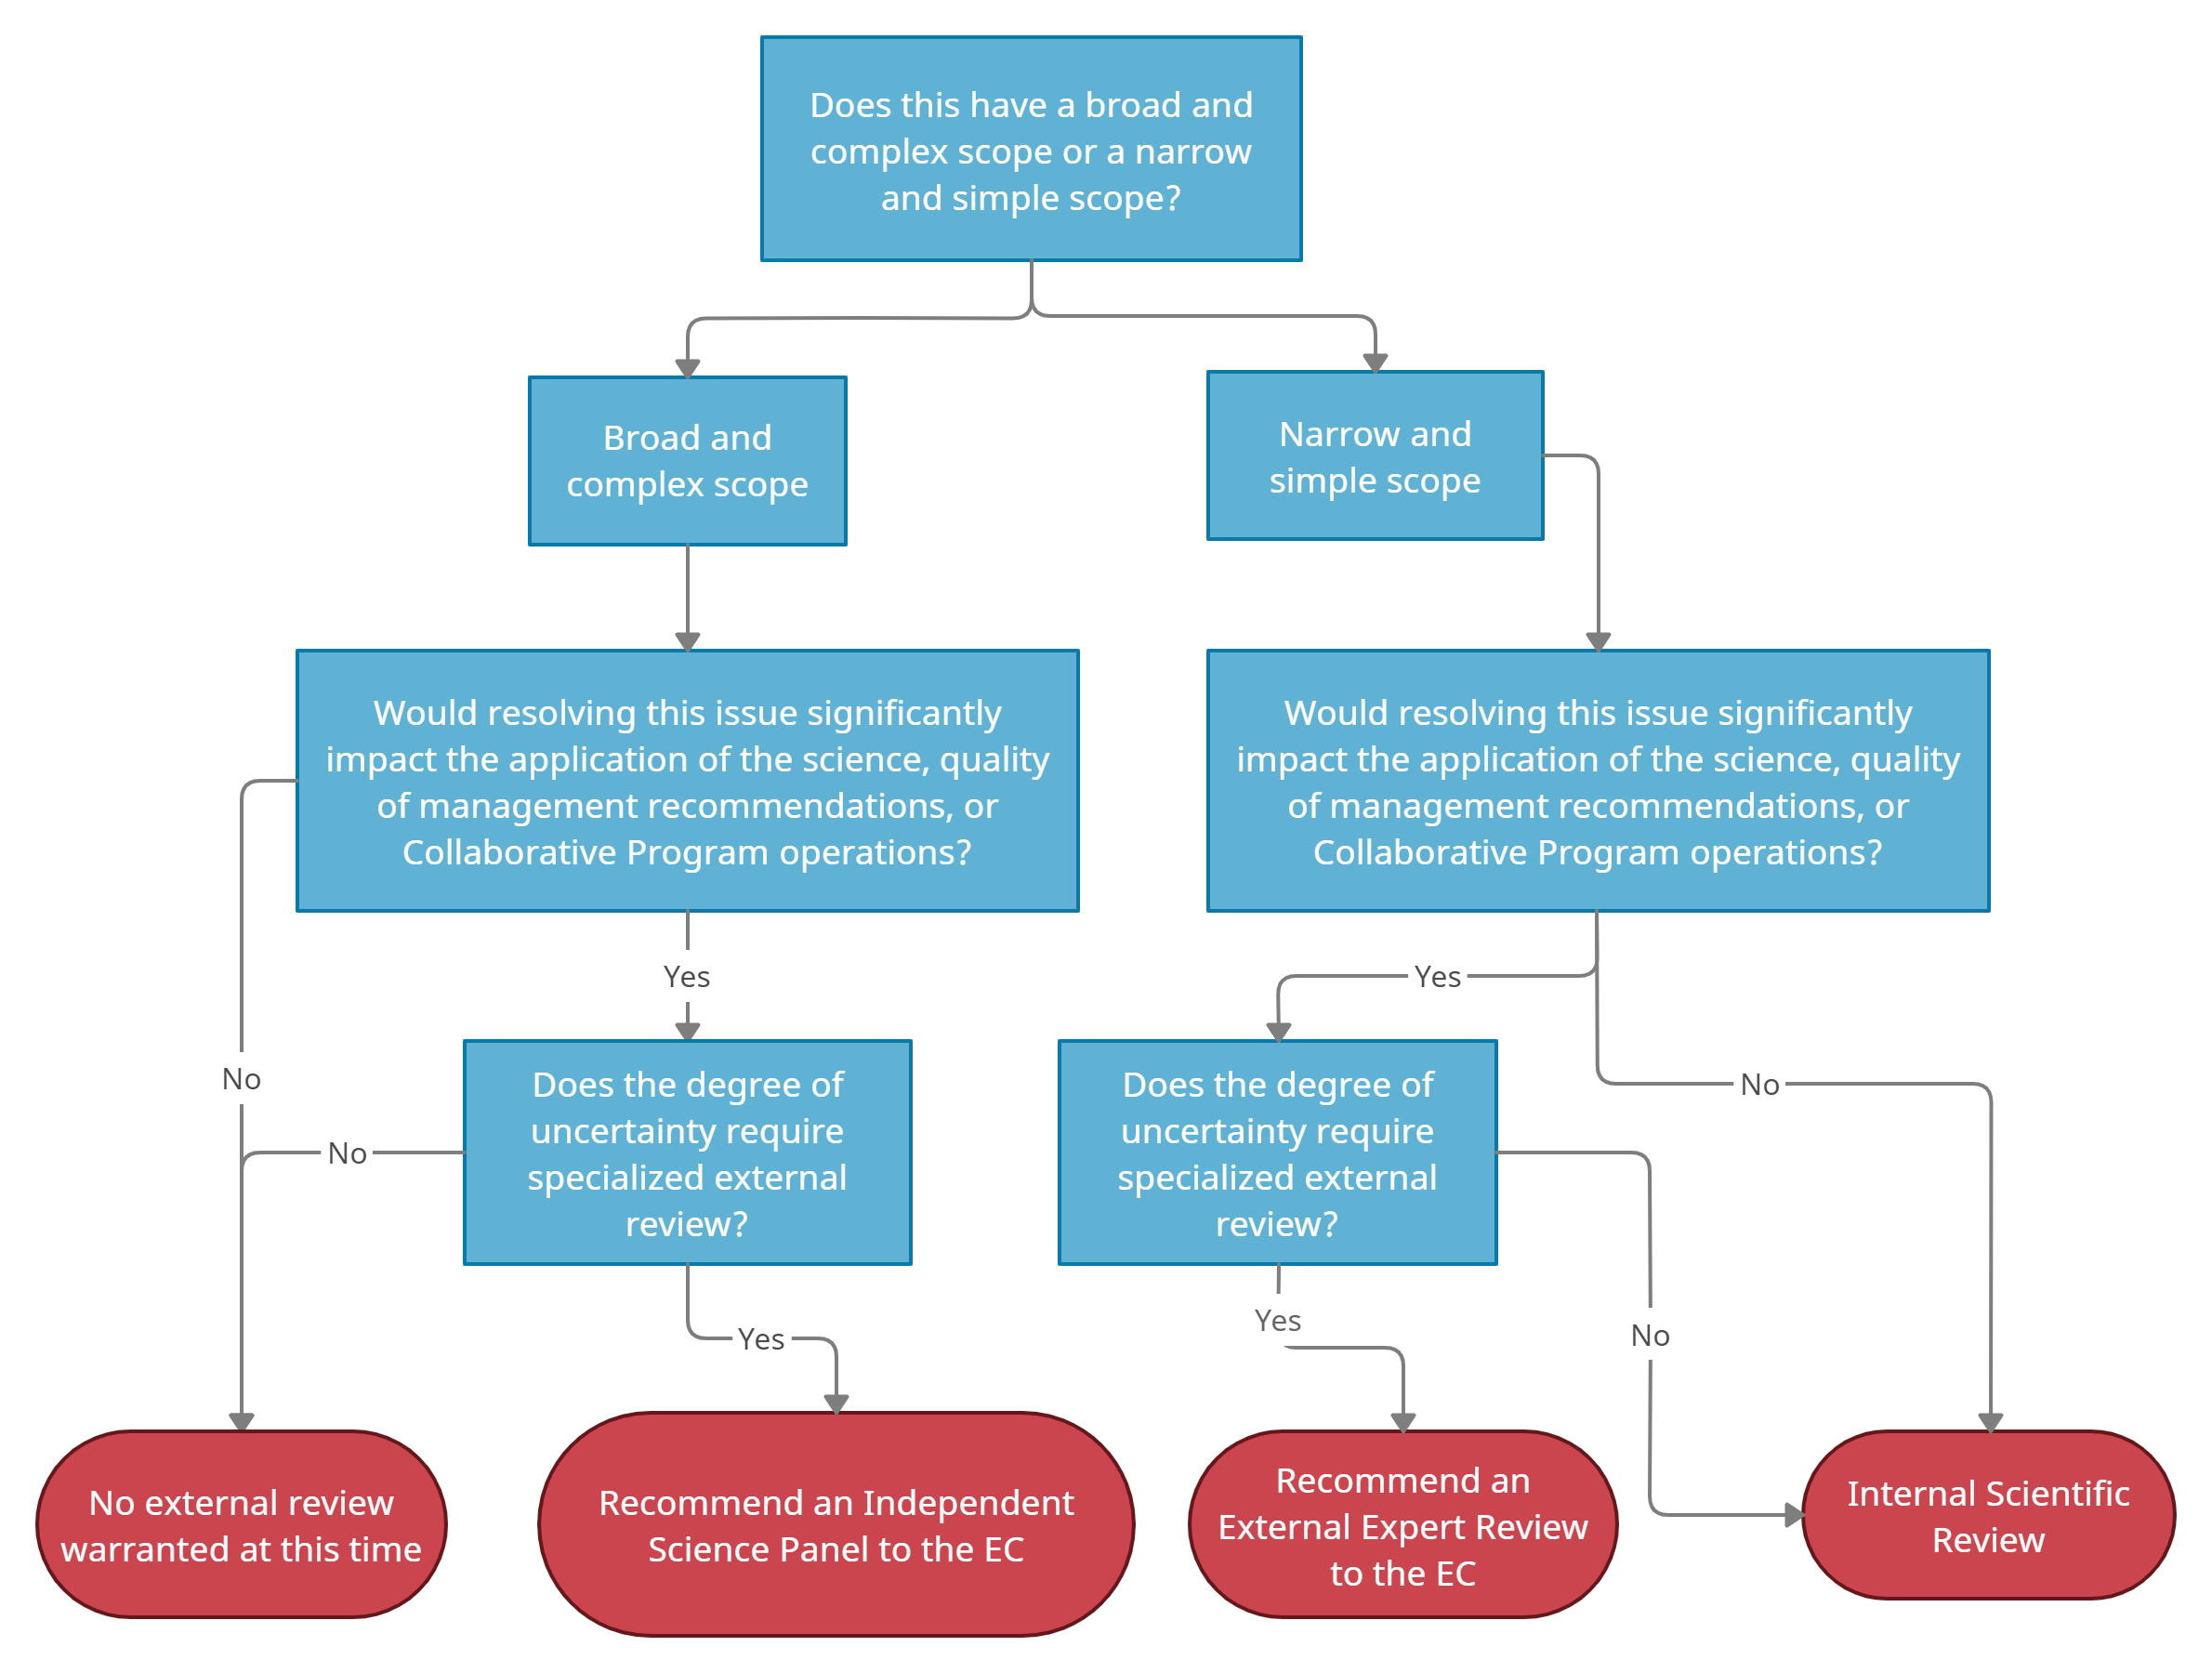 Does this have a broad and
complex scope or a narrow
and simple scope?
Broad and
complex scope
Narrow and
simple scope
Would resolving this issue significantly
impact the application of the science, quality
of management recommendations, or
Collaborative Program operations?
Would resolving this issue significantly
impact the application of the science, quality
of management recommendations, or
Collaborative Program operations?
Yes
Yes
No
No
No
Does the degree of
uncertainty require
specialized external
review?
Does the degree of
uncertainty require
specialized external
review?
Yes
Yes
No
No external review
warranted at this time
Recommend an Independent
Science Panel to the EC
Recommend an
External Expert Review
to the EC
Internal Scientific
Review